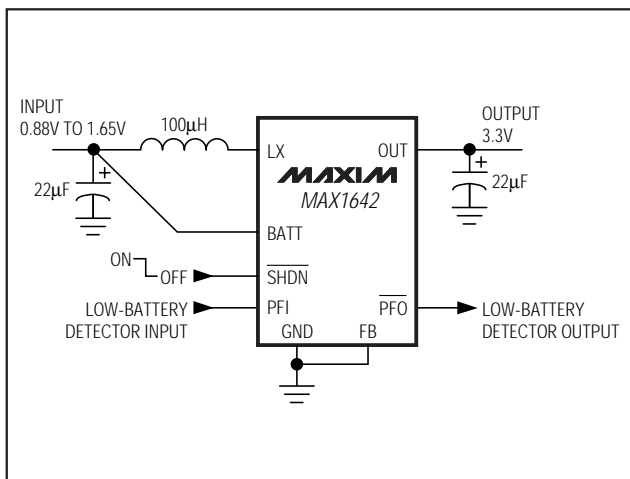 INPUT
0.88V TO 1.65V
100µH
22µF
+
LX
OUT
MAXIM
MAX1642
OUTPUT
3.3V
+
22µF
BATT
ON
OFF
SHDN
PFI
LOW-BATTERY
DETECTOR INPUT
GND
FB
PFO
LOW-BATTERY
DETECTOR OUTPUT